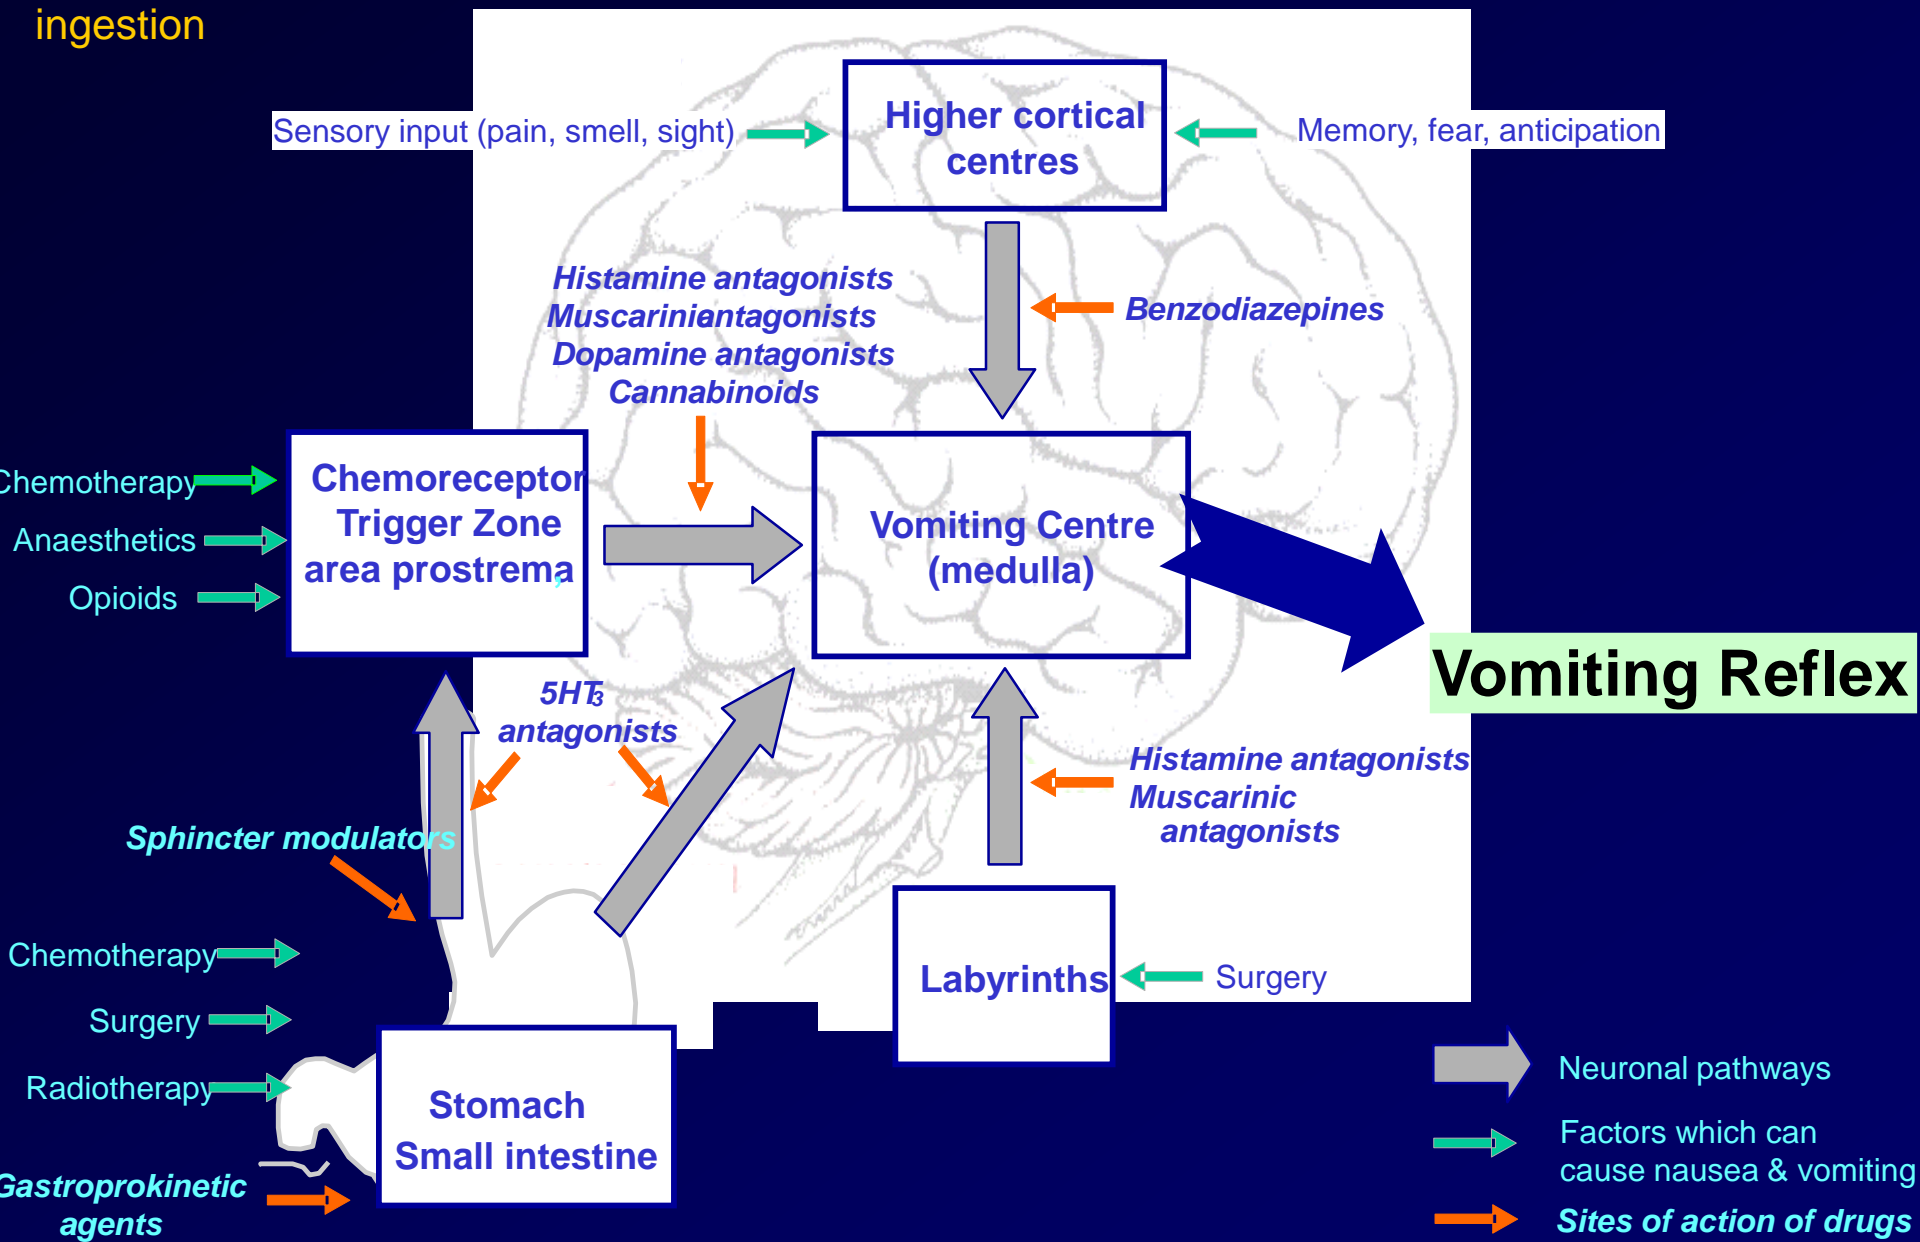 ingestion
Higher cortical
centres
Sensory input (pain, smell, sight)
Memory, fear, anticipation
Histamine antagonists
Muscarinic antagonists
Dopamine antagonists
Cannabinoids
Benzodiazepines
Chemotherapy
Anaesthetics
Opioids
Chemoreceptor
Trigger Zone
area prostrema,
Vomiting Centre
(medulla)
Vomiting Reflex
5HT3
antagonists
Histamine antagonists
Muscarinic
antagonists
Sphincter modulators
Chemotherapy
Surgery
Radiotherapy
Labyrinths
Surgery
Stomach
Small intestine
Gastroprokinetic
agents
Neuronal pathways
Factors which can
cause nausea & vomiting
Sites of action of drugs